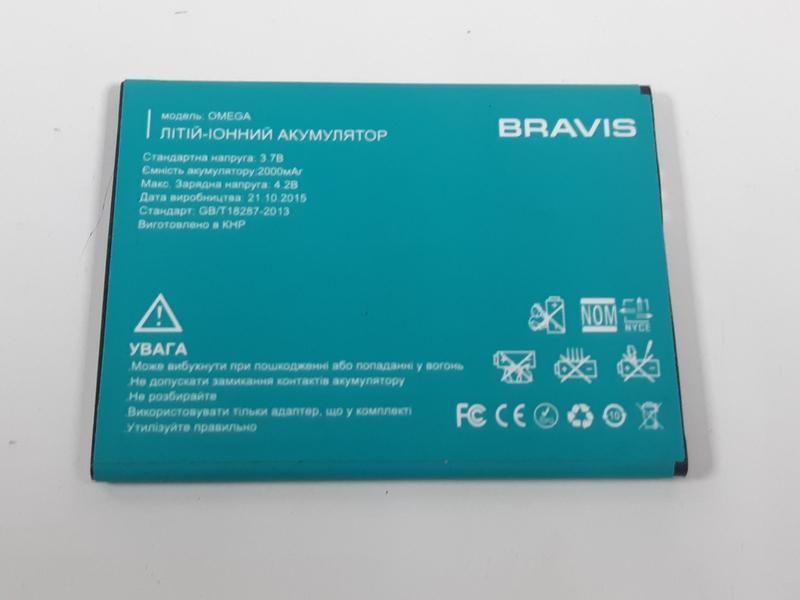 модель: OMEGA
ЛІТІЙ-ІОННИЙ АКУМУЛЯТОР
BRAVIS
Стандартна напруга: 3.7В
Ємність акумулятору:2000мАг
Макс. Зарядна напруга: 4.2В
Дата виробництва: 21.10.2015
Стандарт: GB/T18287-2013
Виготовлено в КНР
УВАГА
.Може вибухнути при пошкодженні або попаданні у вогонь
.Не допускати замикання контактів акумулятору
.Не розбирайте
.Використовувати тільки адаптер, що у комплекті
.Утилізуйте правильно
NOM
NYCE
FC CE 10